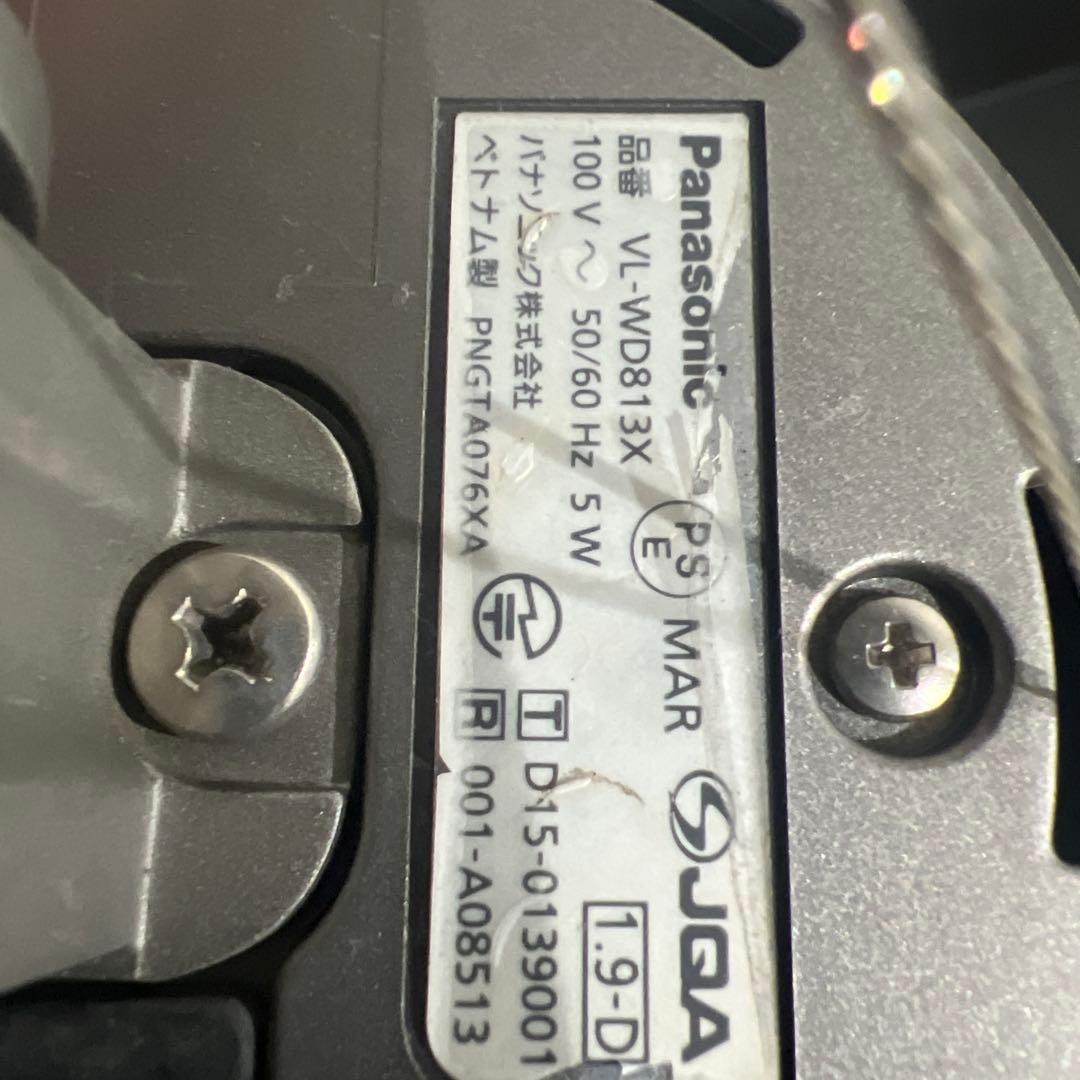 Panasonic
品番 VL-WD813X
100 V ～ 50/60 Hz 5 W
パナソニック株式会社
ベトナム製 PNGTA076XA
PS
E
MAR
JQA
1.9-D
T D15-0139001
R 001-A08513